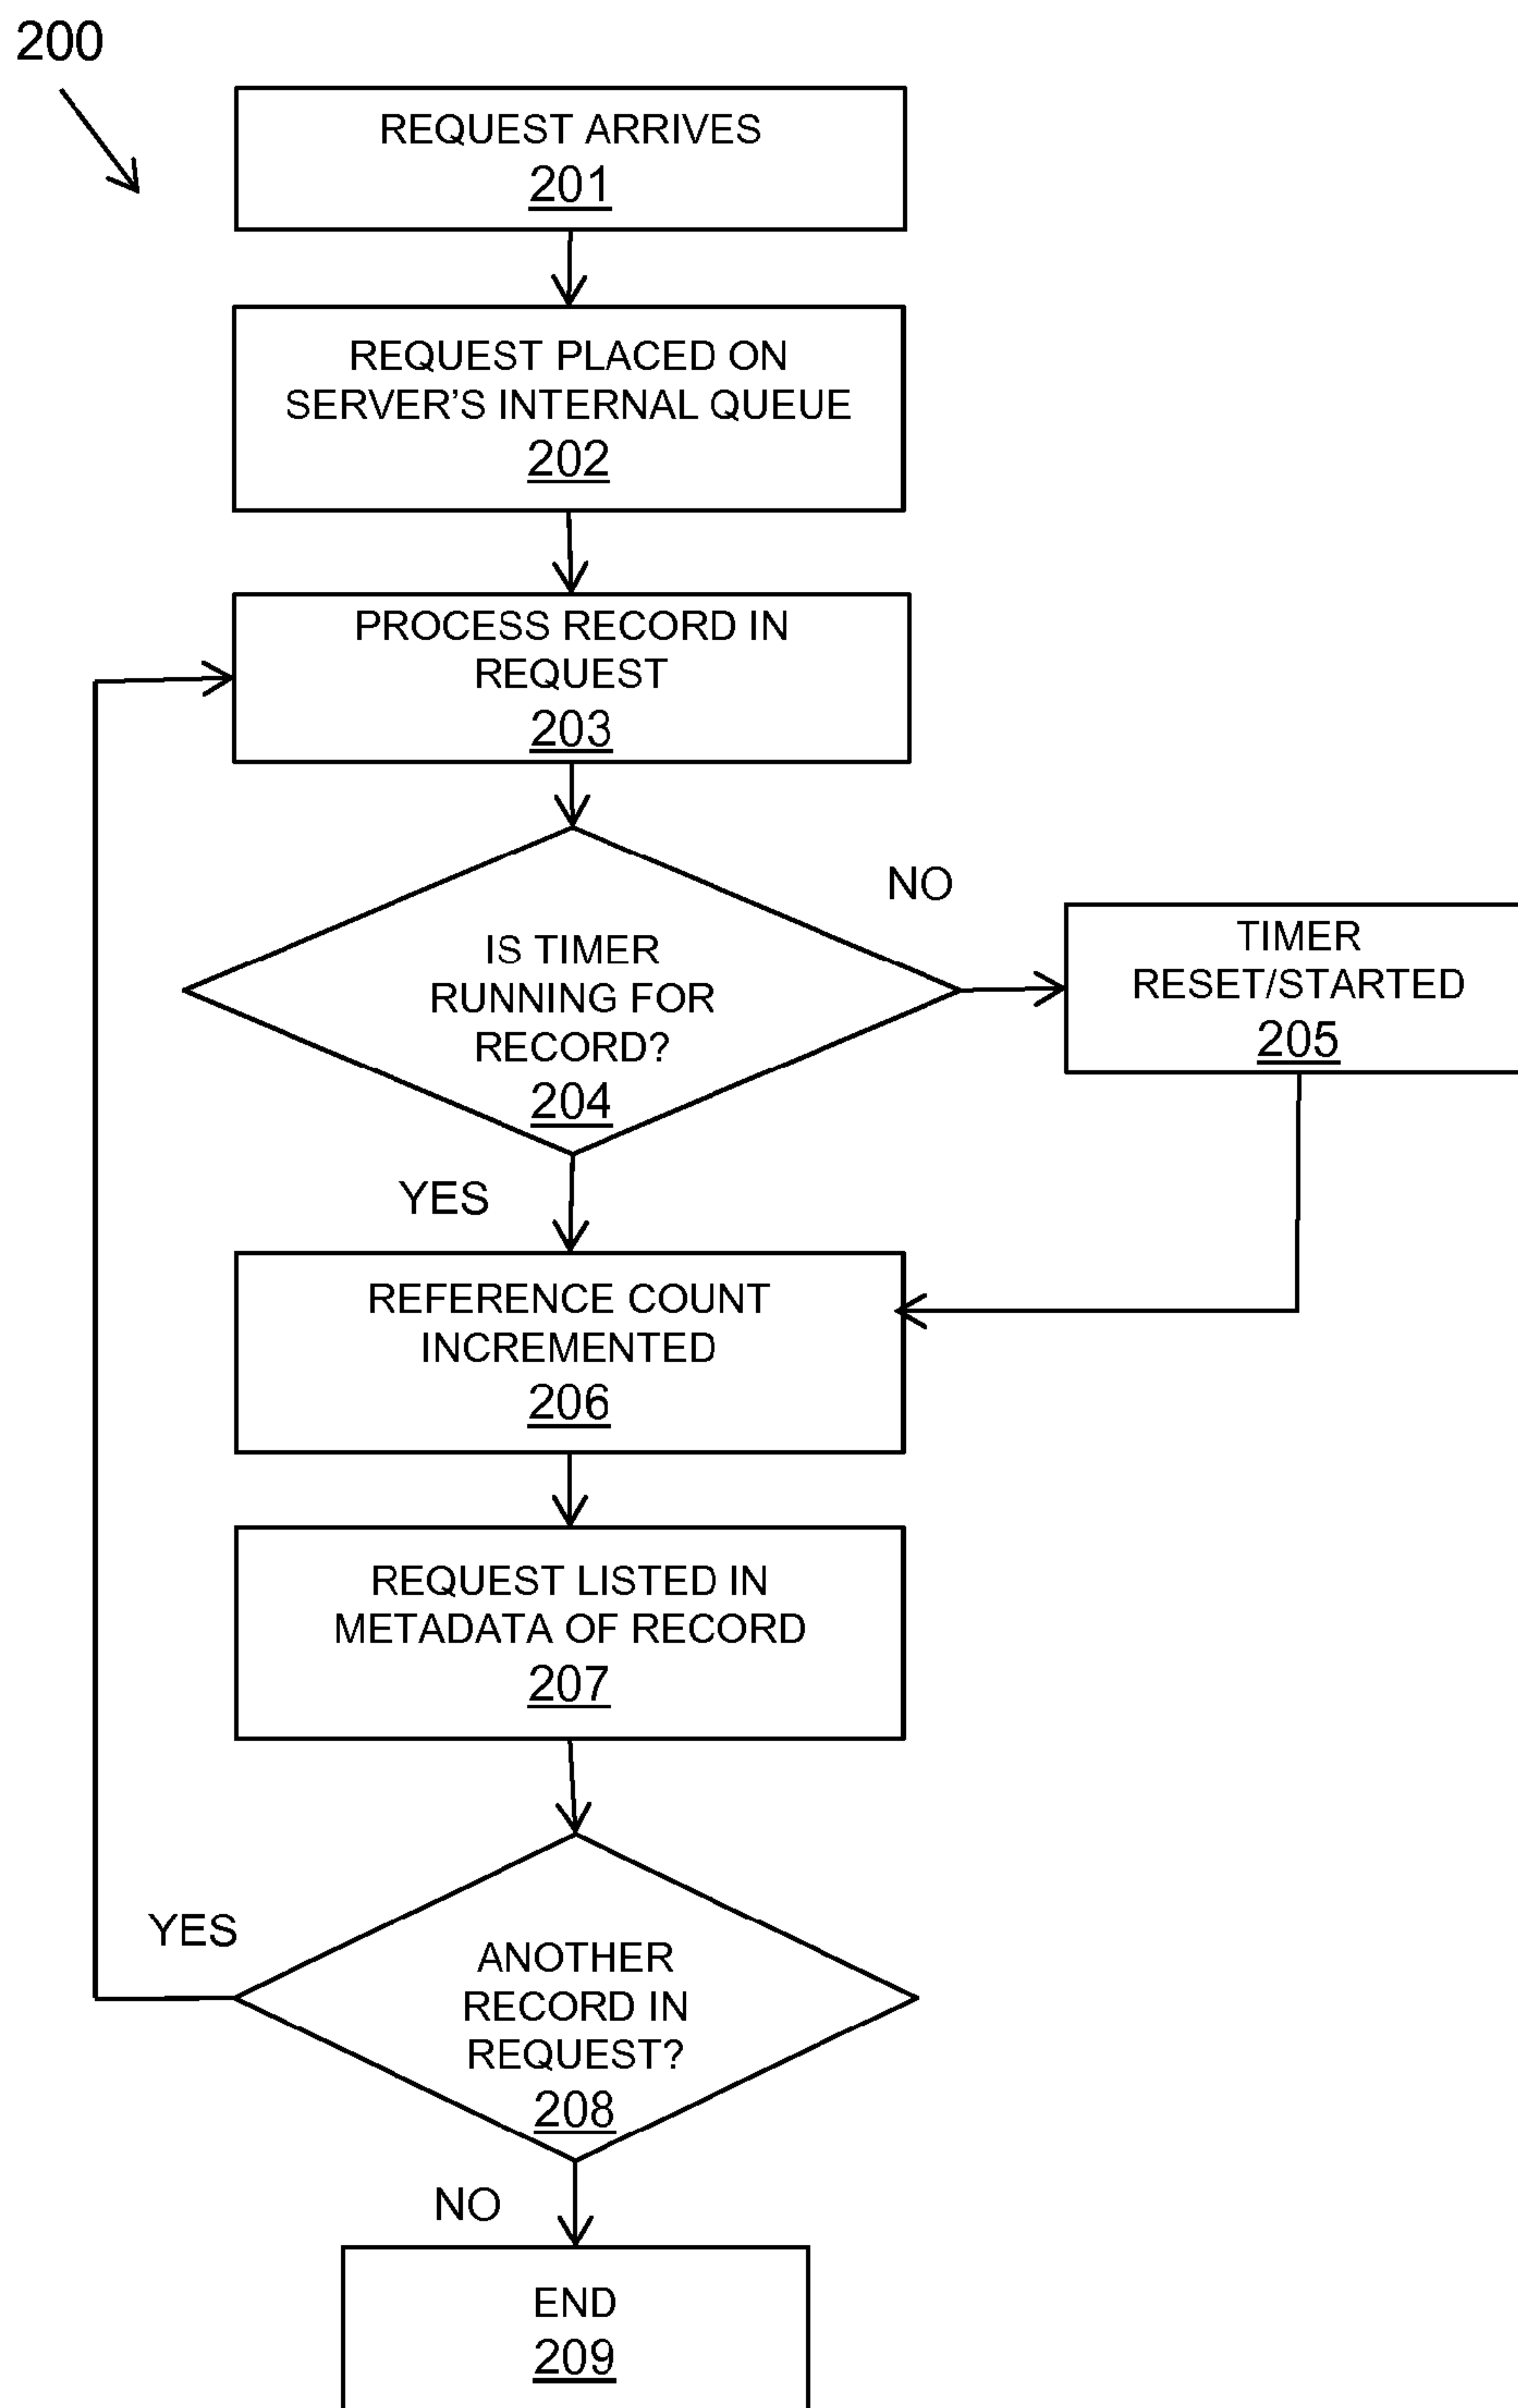 200
REQUEST ARRIVES
201
REQUEST PLACED ON
SERVER’S INTERNAL QUEUE
202
PROCESS RECORD IN
REQUEST
203
NO
IS TIMER
RUNNING FOR
RECORD?
204
TIMER
RESET/STARTED
205
YES
REFERENCE COUNT
INCREMENTED
206
REQUEST LISTED IN
METADATA OF RECORD
207
YES
ANOTHER
RECORD IN
REQUEST?
208
NO
END
209